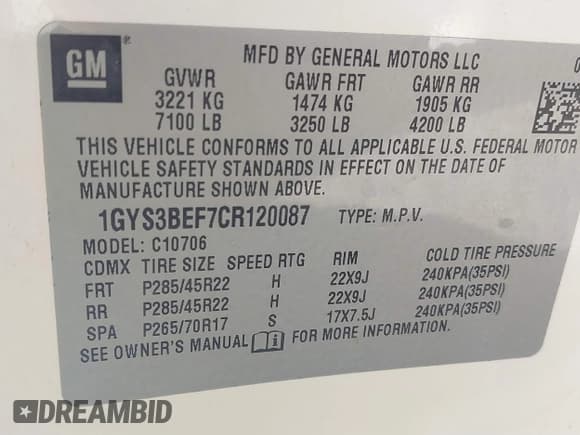 GM
MFD BY GENERAL MOTORS LLC 0
GVWR GAWR FRT GAWR RR
3221 KG 1474 KG 1905 KG
7100 LB 3250 LB 4200 LB
THIS VEHICLE CONFORMS TO ALL APPLICABLE U.S. FEDERAL MOTOR
VEHICLE SAFETY STANDARDS IN EFFECT ON THE DATE OF
MANUFACTURE SHOWN ABOVE.
1GYS3BEF7CR120087 TYPE: M.P.V.
MODEL: C10706
CDMX TIRE SIZE SPEED RTG RIM COLD TIRE PRESSURE
FRT P285/45R22 H 22X9J 240KPA(35PSI)
RR P285/45R22 H 22X9J 240KPA(35PSI)
SPA P265/70R17 S 17X7.5J 240KPA(35PSI)
SEE OWNER'S MANUAL FOR MORE INFORMATION.
DREAMBID